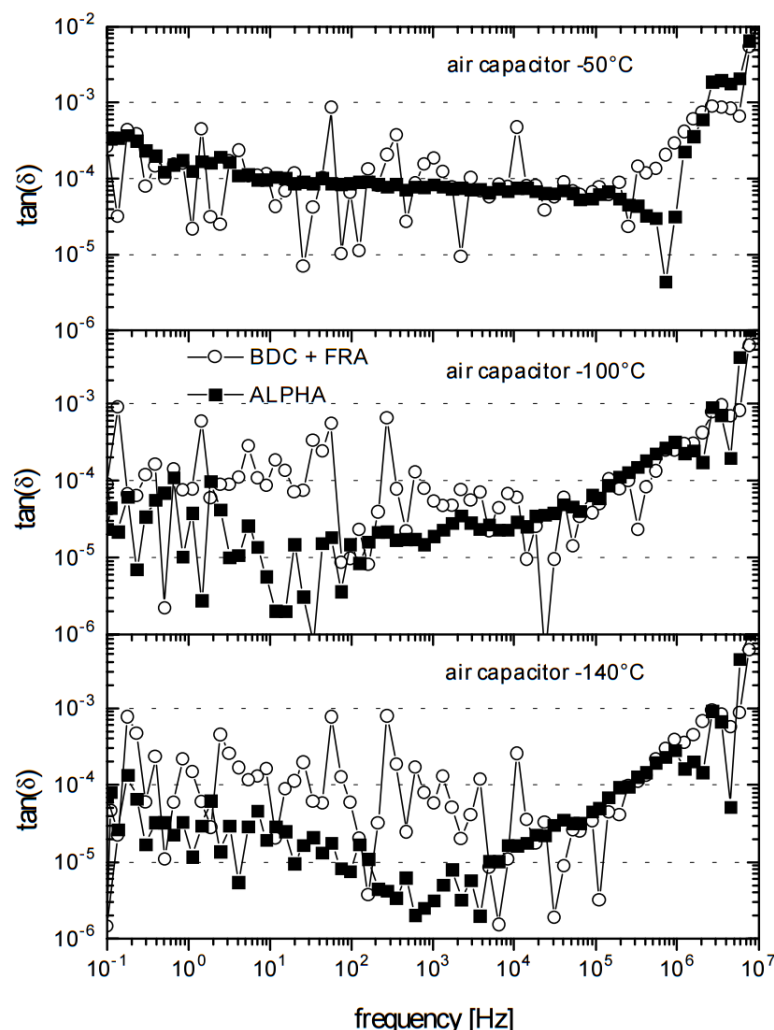 10⁻²
air capacitor -50°C
10⁻³
tan(δ)
10⁻⁴
10⁻⁵
10⁻⁶
BDC + FRA
air capacitor -100°C
ALPHA
10⁻³
tan(δ)
10⁻⁴
10⁻⁵
10⁻⁶
air capacitor -140°C
10⁻³
tan(δ)
10⁻⁴
10⁻⁵
10⁻⁶
10⁻¹ 10⁰ 10¹ 10² 10³ 10⁴ 10⁵ 10⁶ 10⁷
frequency [Hz]